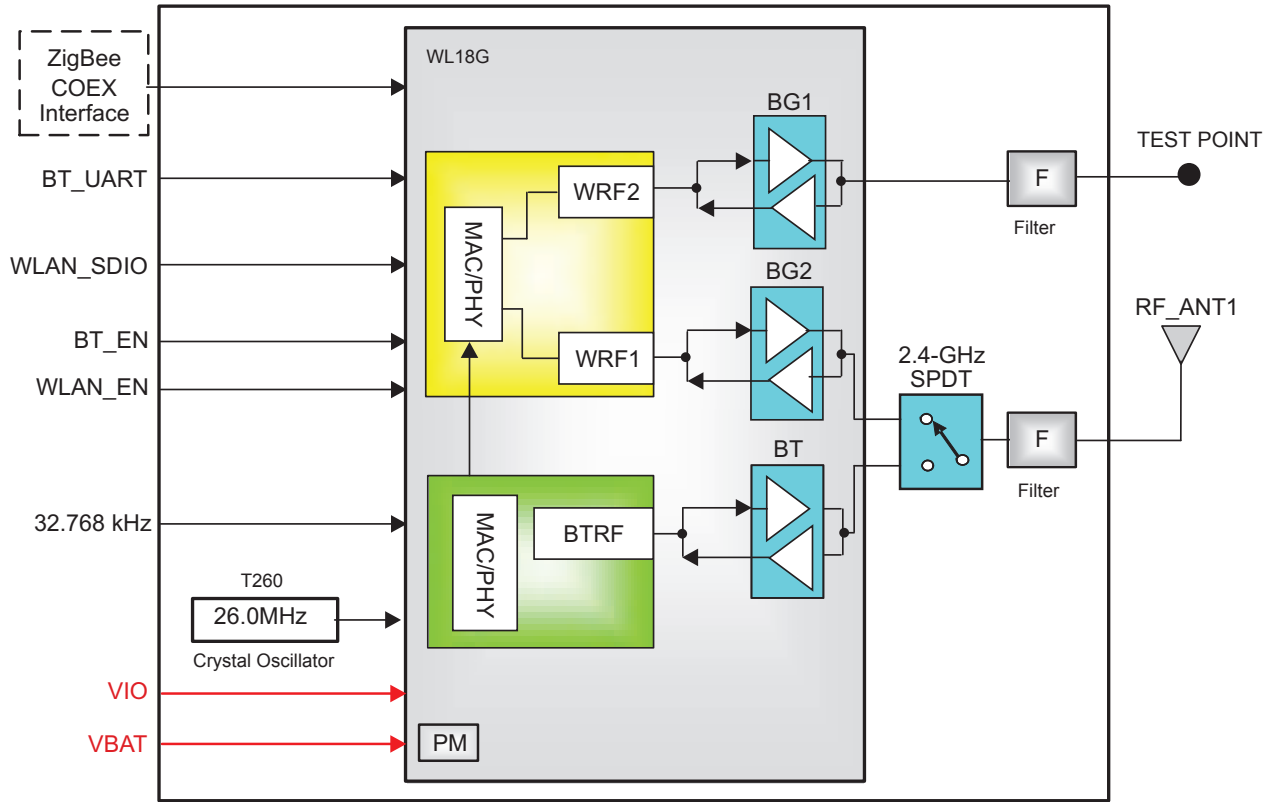 ZigBee
COEX
Interface
BT_UART
WLAN_SDIO
BT_EN
WLAN_EN
32.768 kHz
T260
26.0MHz
Crystal Oscillator
VIO
VBAT
WL18G
MAC/PHY
WRF2
WRF1
MAC/PHY
BTRF
PM
BG1
BG2
BT
2.4-GHz
SPDT
F
Filter
TEST POINT
F
Filter
RF_ANT1